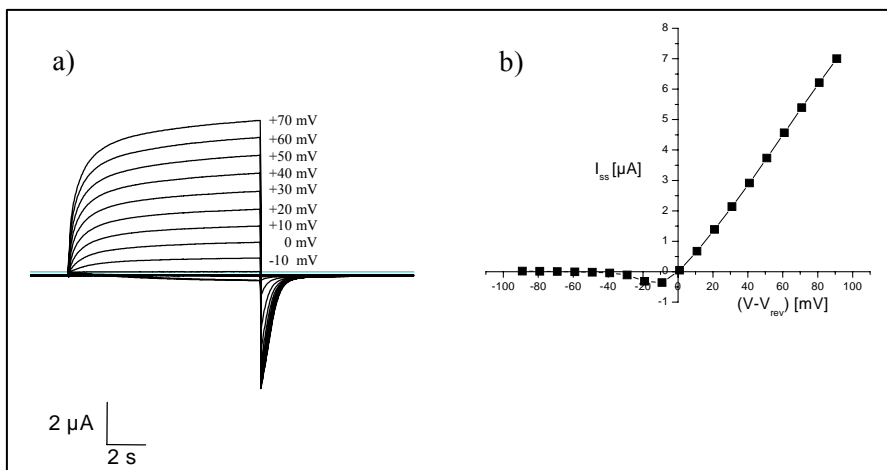 a)
+70 mV
+60 mV
+50 mV
+40 mV
+30 mV
+20 mV
+10 mV
0 mV
-10 mV
2 µA
2 s
b)
8
7
6
5
4
3
2
1
0
-1
I_ss [µA]
-100 -80 -60 -40 -20 0 20 40 60 80 100
(V-V_rev) [mV]